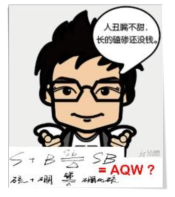 人丑嘴不甜,
长的磕碜还没钱。
S + B SB
= AQW ?
硫 + 硼